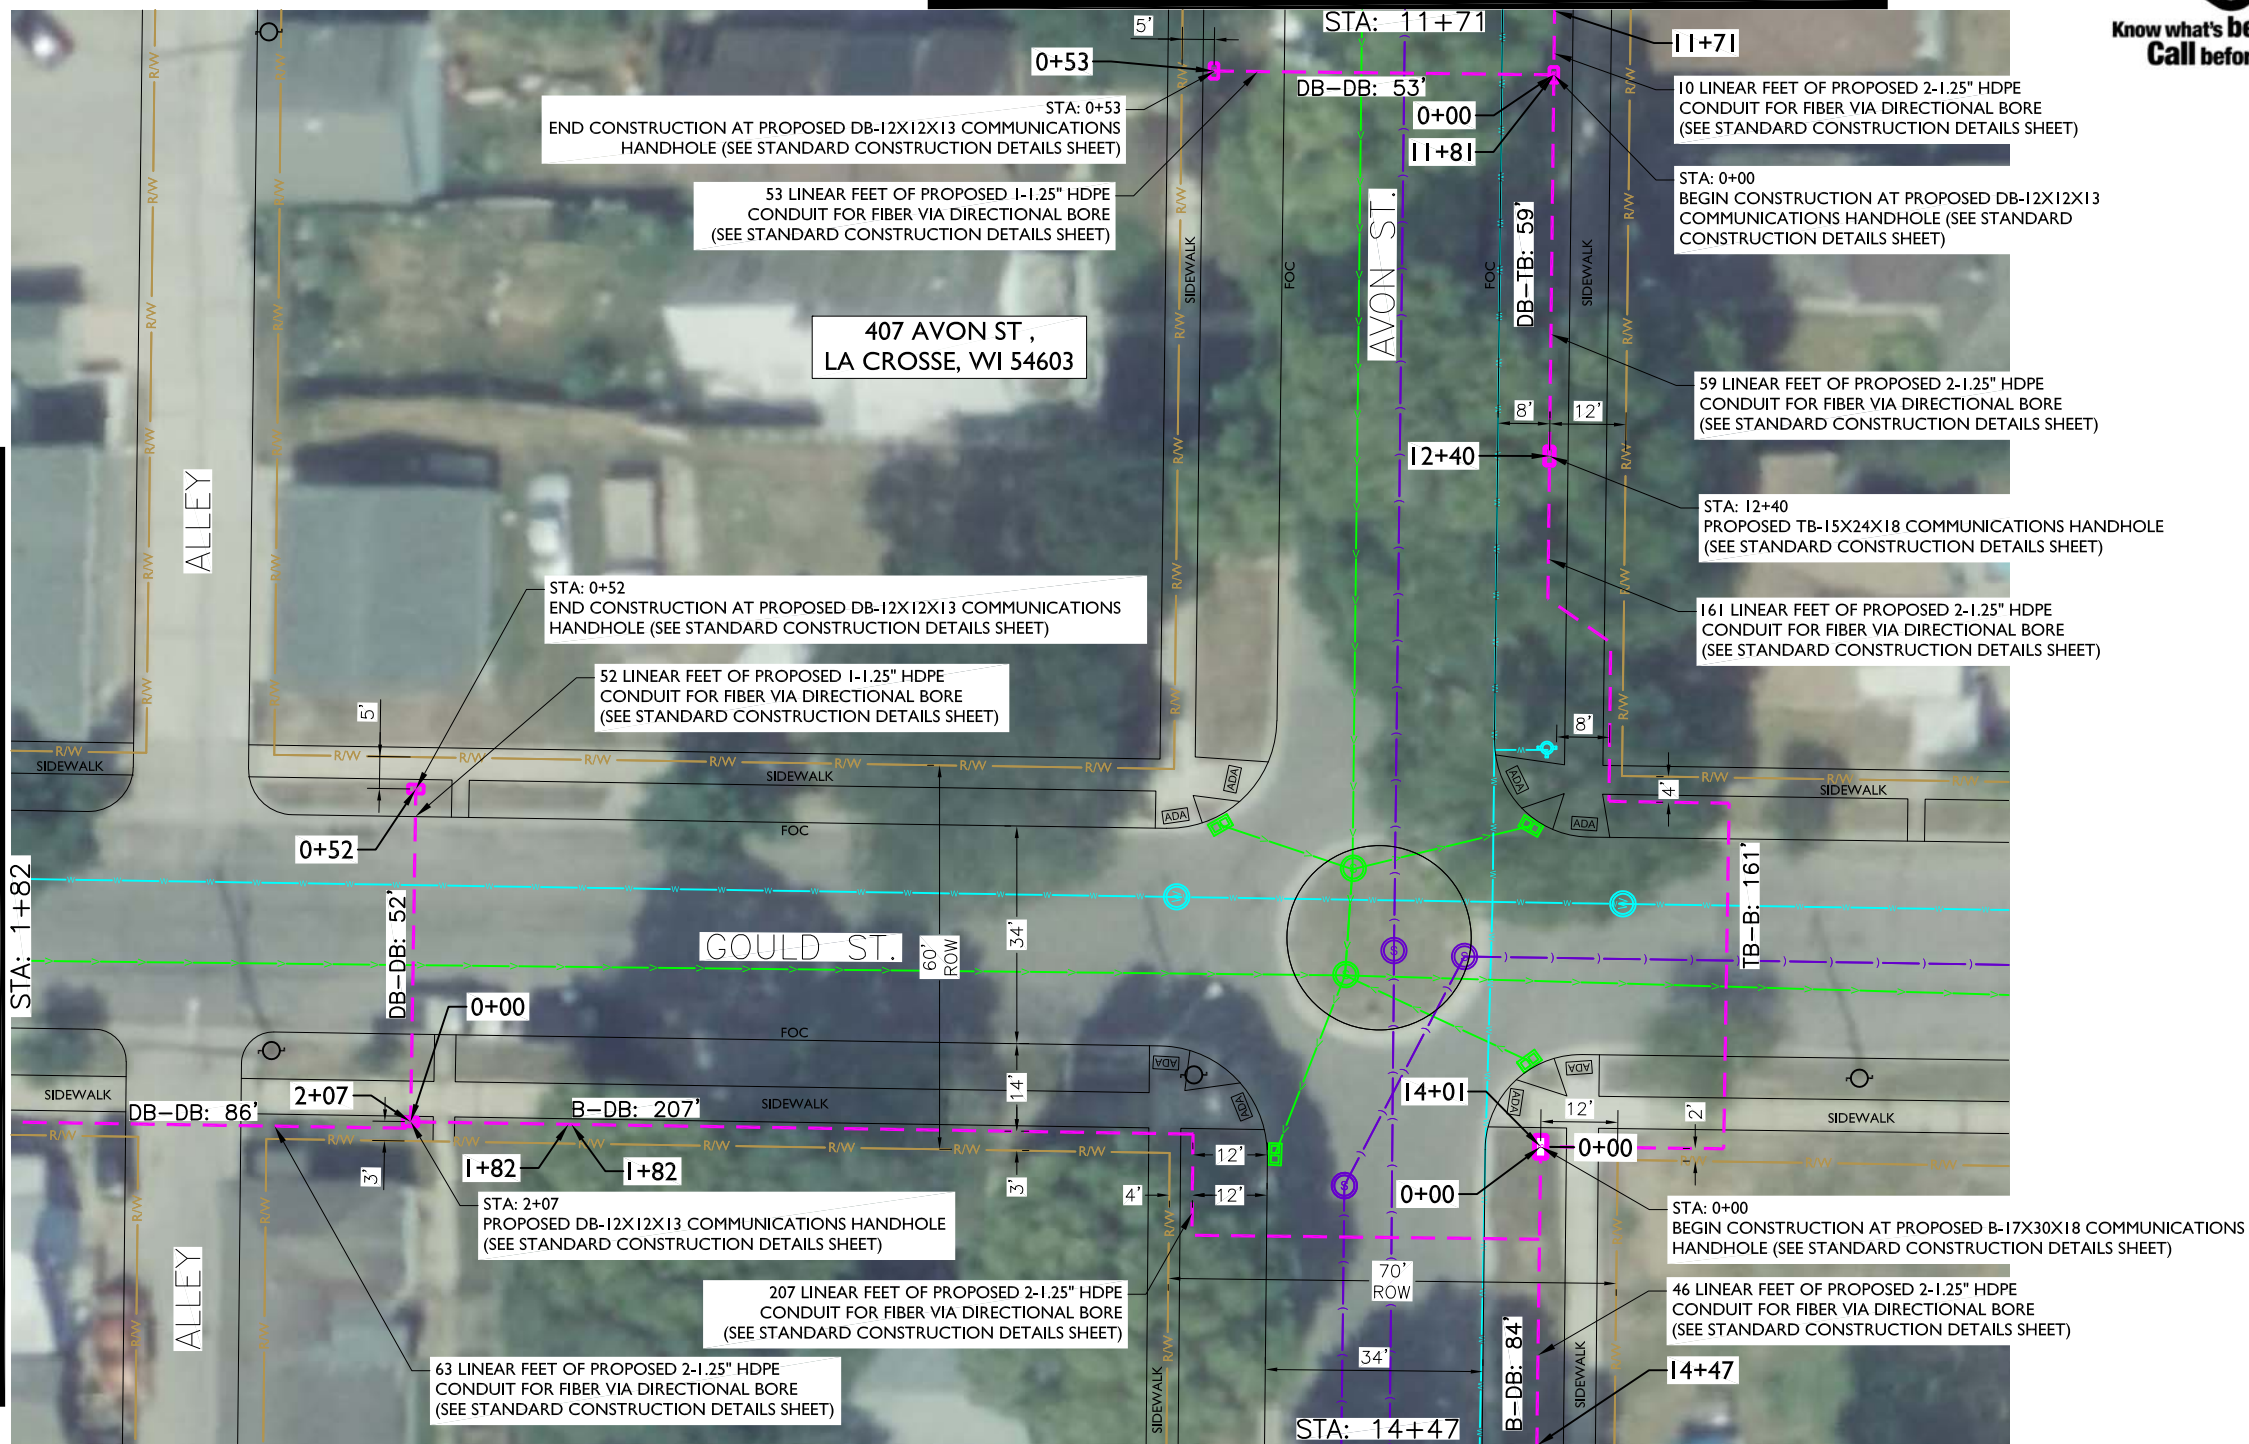 Know what's be
Call befor
5'
STA: 11+71
11+71
0+53
10 LINEAR FEET OF PROPOSED 2-1.25" HDPE
CONDUIT FOR FIBER VIA DIRECTIONAL BORE
(SEE STANDARD CONSTRUCTION DETAILS SHEET)
DB-DB: 53'
0+00
11+81
STA: 0+53
END CONSTRUCTION AT PROPOSED DB-12X12X13 COMMUNICATIONS
HANDHOLE (SEE STANDARD CONSTRUCTION DETAILS SHEET)
STA: 0+00
BEGIN CONSTRUCTION AT PROPOSED DB-12X12X13
COMMUNICATIONS HANDHOLE (SEE STANDARD
CONSTRUCTION DETAILS SHEET)
53 LINEAR FEET OF PROPOSED 1-1.25" HDPE
CONDUIT FOR FIBER VIA DIRECTIONAL BORE
(SEE STANDARD CONSTRUCTION DETAILS SHEET)
SIDEWALK
FOC
AVON ST.
FOC
DB-TB: 59'
SIDEWALK
407 AVON ST ,
LA CROSSE, WI 54603
59 LINEAR FEET OF PROPOSED 2-1.25" HDPE
CONDUIT FOR FIBER VIA DIRECTIONAL BORE
(SEE STANDARD CONSTRUCTION DETAILS SHEET)
8'
12'
12+40
STA: 12+40
PROPOSED TB-15X24X18 COMMUNICATIONS HANDHOLE
(SEE STANDARD CONSTRUCTION DETAILS SHEET)
ALLEY
STA: 0+52
END CONSTRUCTION AT PROPOSED DB-12X12X13 COMMUNICATIONS
HANDHOLE (SEE STANDARD CONSTRUCTION DETAILS SHEET)
161 LINEAR FEET OF PROPOSED 2-1.25" HDPE
CONDUIT FOR FIBER VIA DIRECTIONAL BORE
(SEE STANDARD CONSTRUCTION DETAILS SHEET)
52 LINEAR FEET OF PROPOSED 1-1.25" HDPE
CONDUIT FOR FIBER VIA DIRECTIONAL BORE
(SEE STANDARD CONSTRUCTION DETAILS SHEET)
5'
8'
R/W
R/W
R/W
R/W
R/W
R/W
R/W
R/W
R/W
R/W
R/W
SIDEWALK
SIDEWALK
4'
SIDEWALK
ADA
ADA
ADA
ADA
FOC
0+52
STA: 1+82
DB-DB: 52'
GOULD ST.
60'
ROW
34'
TB-B: 161'
0+00
FOC
ADA
ADA
ADA
ADA
14'
SIDEWALK
2+07
DB-DB: 86'
B-DB: 207'
SIDEWALK
14+01
12'
2'
SIDEWALK
0+00
3'
1+82
1+82
3'
12'
4'
12'
0+00
STA: 2+07
PROPOSED DB-12X12X13 COMMUNICATIONS HANDHOLE
(SEE STANDARD CONSTRUCTION DETAILS SHEET)
STA: 0+00
BEGIN CONSTRUCTION AT PROPOSED B-17X30X18 COMMUNICATIONS
HANDHOLE (SEE STANDARD CONSTRUCTION DETAILS SHEET)
ALLEY
207 LINEAR FEET OF PROPOSED 2-1.25" HDPE
CONDUIT FOR FIBER VIA DIRECTIONAL BORE
(SEE STANDARD CONSTRUCTION DETAILS SHEET)
70'
ROW
46 LINEAR FEET OF PROPOSED 2-1.25" HDPE
CONDUIT FOR FIBER VIA DIRECTIONAL BORE
(SEE STANDARD CONSTRUCTION DETAILS SHEET)
63 LINEAR FEET OF PROPOSED 2-1.25" HDPE
CONDUIT FOR FIBER VIA DIRECTIONAL BORE
(SEE STANDARD CONSTRUCTION DETAILS SHEET)
34'
SIDEWALK
B-DB: 84'
SIDEWALK
14+47
STA: 14+47